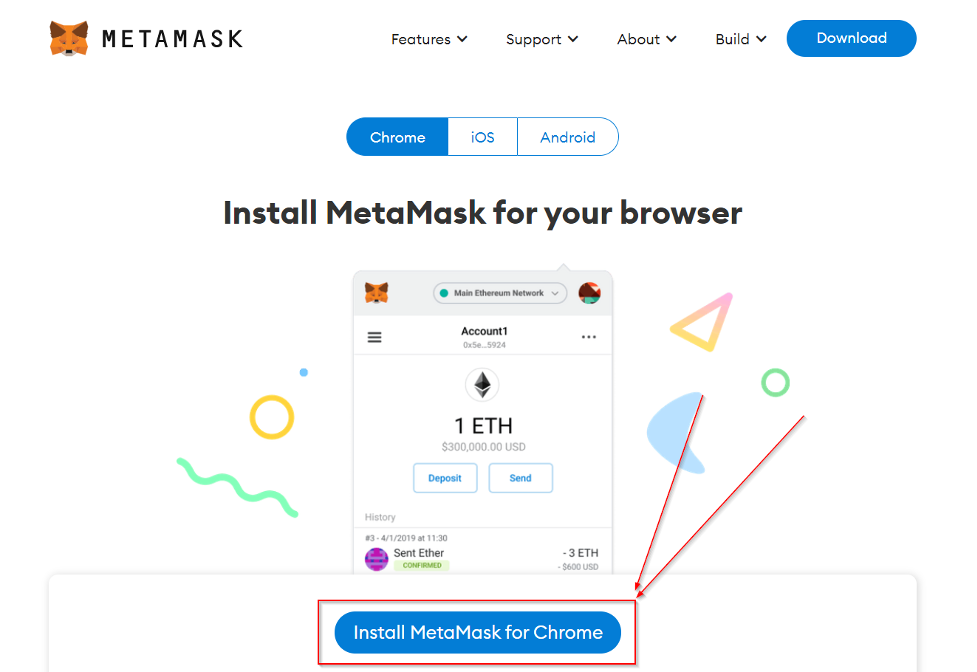 METAMASK
Features Support About Build Download
Chrome iOS Android
Install MetaMask for your browser
Main Ethereum Network
Account1
0x5e...5924
1 ETH
$300,000.00 USD
Deposit Send
History
#3 - 4/1/2019 at 11:30
Sent Ether - 3 ETH
CONFIRMED - $600 USD
Install MetaMask for Chrome